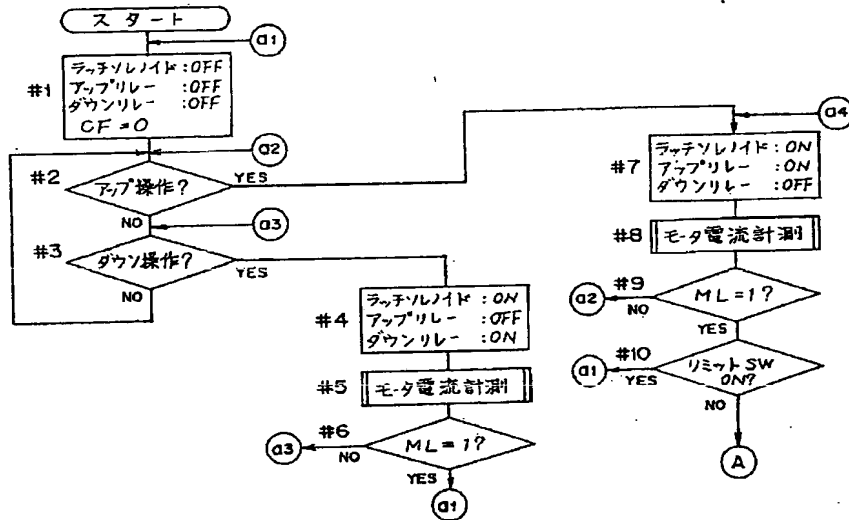 スタート
a1
#1
ラッチソレノイド:OFF
アップリレー :OFF
ダウンリレー :OFF
CF=0
a2
#2
アップ操作?
YES
NO
a3
#3
ダウン操作?
YES
NO
#4
ラッチソレノイド:ON
アップリレー :OFF
ダウンリレー :ON
#5
モータ電流計測
#6
ML=1?
a3
NO
YES
a1
a4
#7
ラッチソレノイド:ON
アップリレー :ON
ダウンリレー :OFF
#8
モータ電流計測
#9
ML=1?
a2
NO
YES
#10
リミットSW
ON?
a1
YES
NO
A